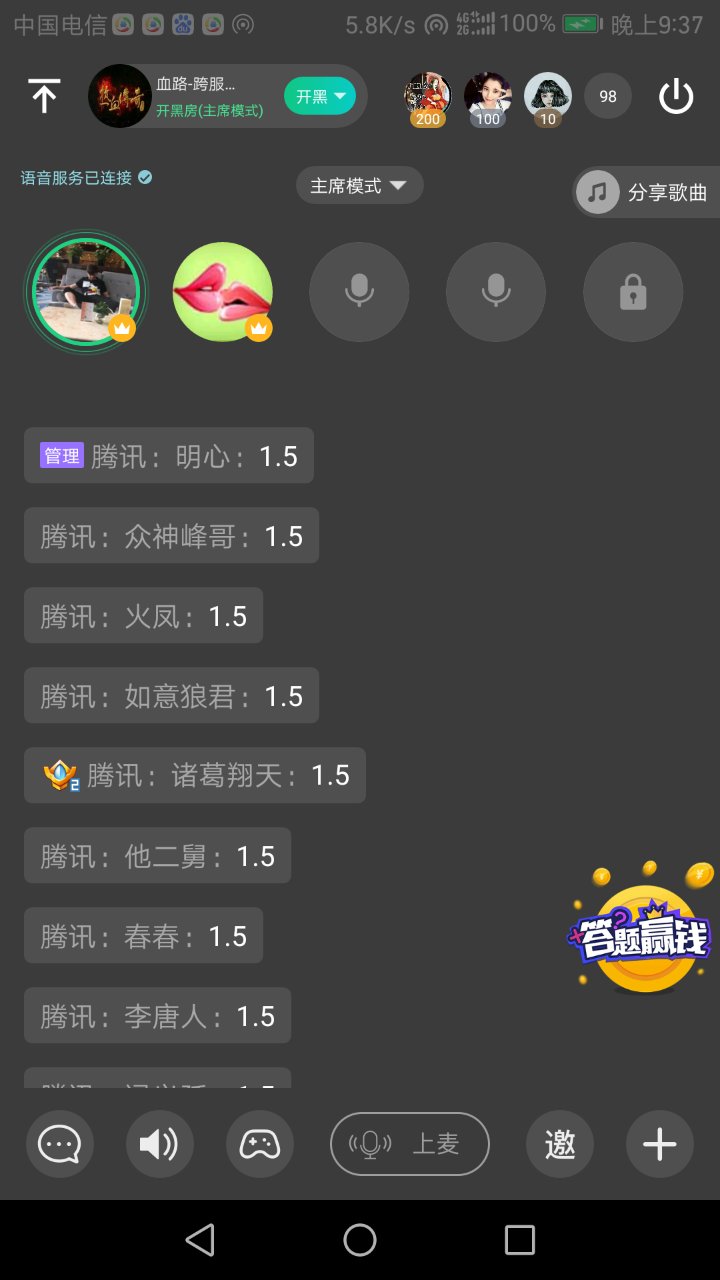 中国电信 5.8K/s 4G 2G 100% 晚上9:37
血路-跨服...
开黑房(主席模式)
开黑
200
100
10
98
语音服务已连接
主席模式
分享歌曲
管理 腾讯：明心：1.5
腾讯：众神峰哥：1.5
腾讯：火凤：1.5
腾讯：如意狼君：1.5
2 腾讯：诸葛翔天：1.5
腾讯：他二舅：1.5
腾讯：春春：1.5
答题赢钱
腾讯：李唐人：1.5
上麦
邀